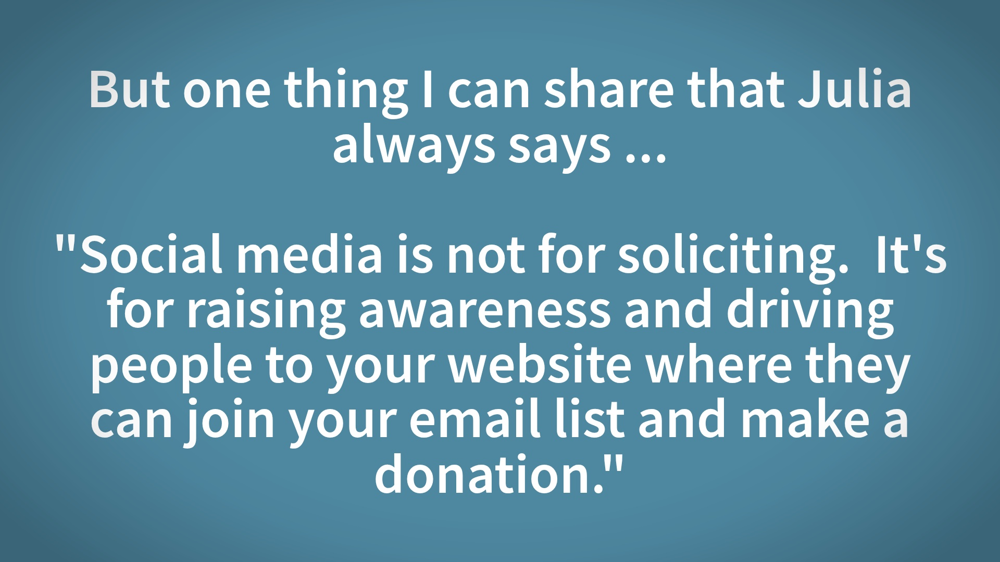 But one thing I can share that Julia
always says ...
"Social media is not for soliciting.  It's
for raising awareness and driving
people to your website where they
can join your email list and make a
donation."